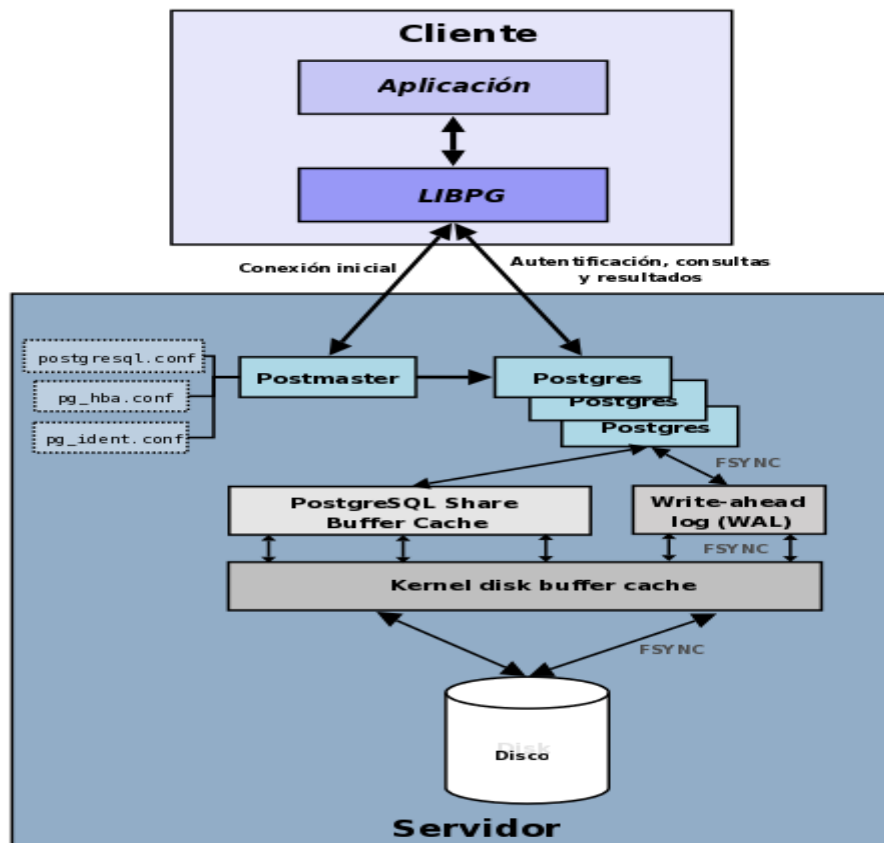 Cliente
Aplicación
LIBPG
Conexión inicial
Autentificación, consultas
y resultados
postgresql.conf
pg_hba.conf
pg_ident.conf
Postmaster
Postgres
Postgres
Postgres
FSYNC
PostgreSQL Share
Buffer Cache
Write-ahead
log (WAL)
FSYNC
Kernel disk buffer cache
FSYNC
Disk
Disco
Servidor